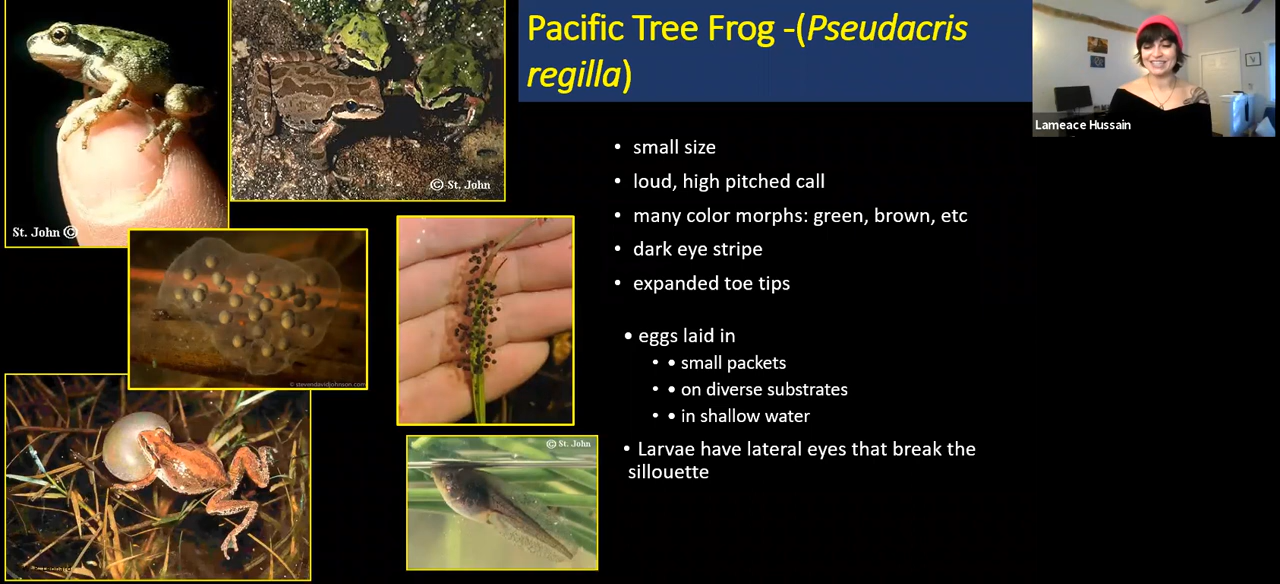 Pacific Tree Frog -(Pseudacris
regilla)
Lameace Hussain
© St. John
St. John ©
• small size
• loud, high pitched call
• many color morphs: green, brown, etc
• dark eye stripe
• expanded toe tips
• eggs laid in
• • small packets
• • on diverse substrates
• • in shallow water
© stevendavidjohnson.com
© St. John
• Larvae have lateral eyes that break the
sillouette